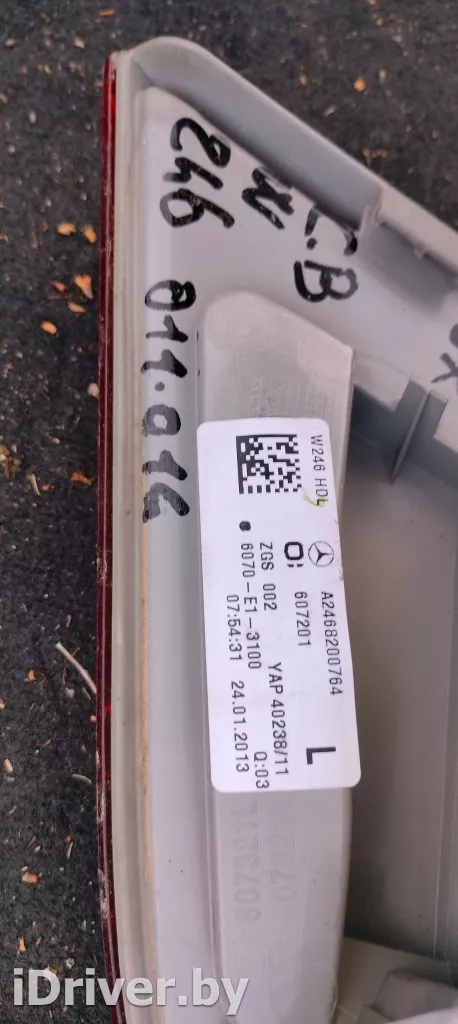 W
246
C.B
011.016
W246 HDL
A2468200764
L
607201
ZGS 002 YAP 40238/11
6070-E1-3100 Q:03
07:54:31 24.01.2013
iDriver.by